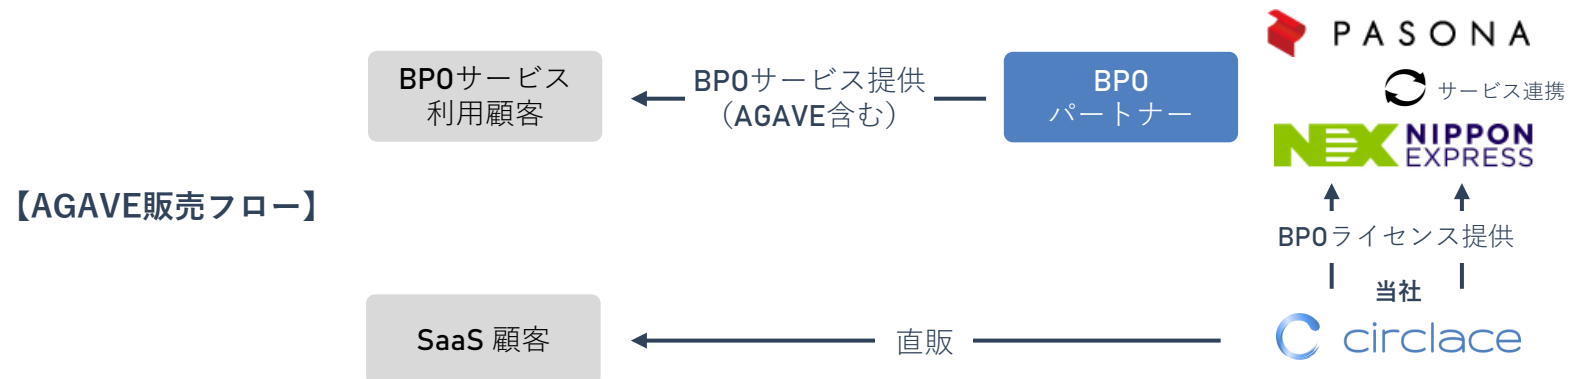 PASONA
BPOサービス
利用顧客
BPOサービス提供
（AGAVE含む）
BPO
パートナー
サービス連携
NEX NIPPON
EXPRESS
【AGAVE販売フロー】
BPOライセンス提供
当社
SaaS 顧客
直販
circlace